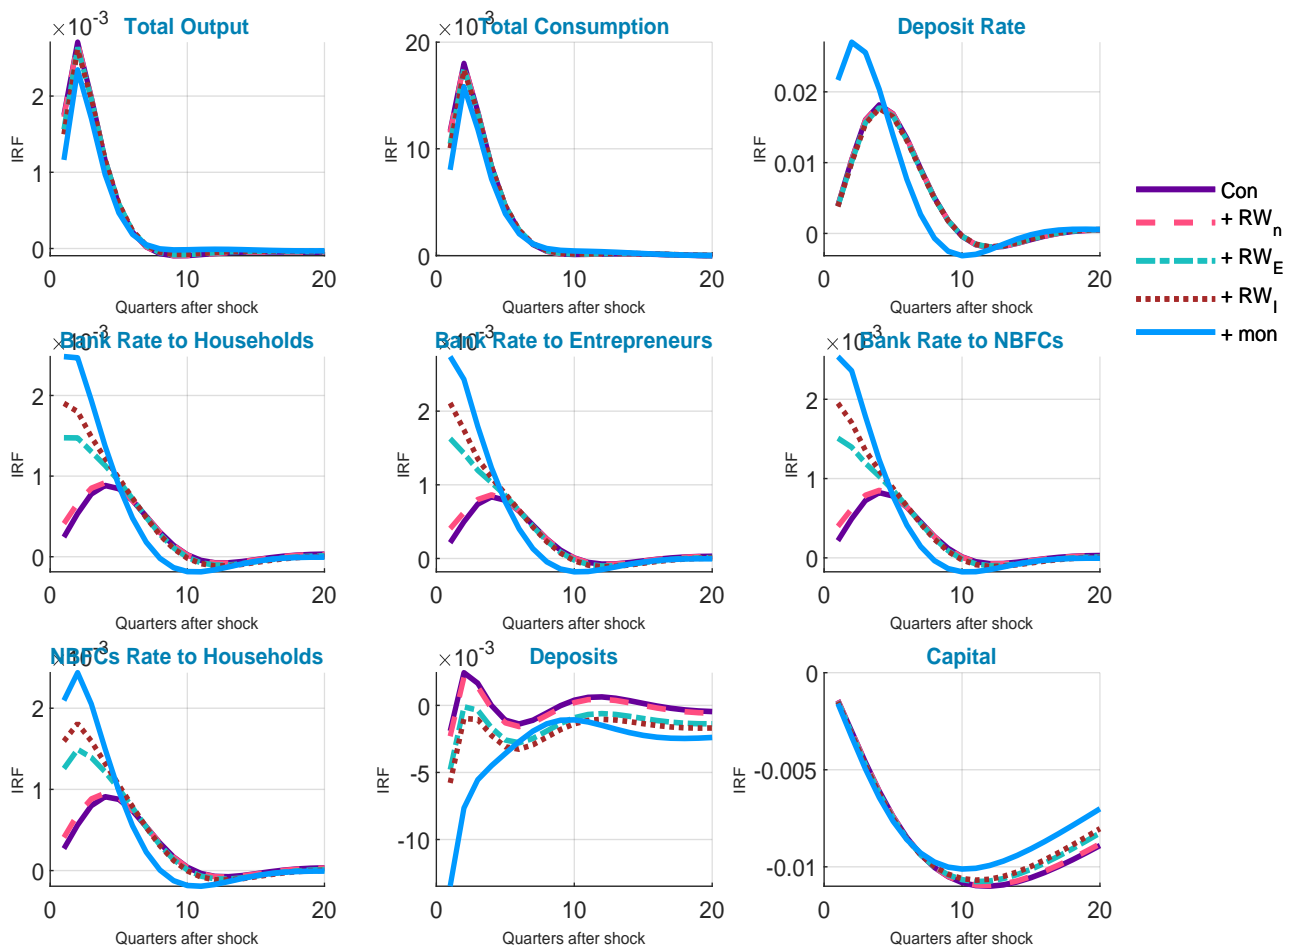 ×10⁻³
Total Output
2
1
0
IRF
0
10
20
Quarters after shock
×10⁻³
Total Consumption
20
10
0
IRF
0
10
20
Quarters after shock
Deposit Rate
0.02
0.01
0
IRF
0
10
20
Quarters after shock
Con
+ RW_n
+ RW_E
+ RW_I
+ mon
×10⁻³
Bank Rate to Households
2
1
0
IRF
0
10
20
Quarters after shock
×10⁻³
Bank Rate to Entrepreneurs
2
1
0
IRF
0
10
20
Quarters after shock
×10⁻³
Bank Rate to NBFCs
2
1
0
IRF
0
10
20
Quarters after shock
×10⁻³
NBFCs Rate to Households
2
1
0
IRF
0
10
20
Quarters after shock
×10⁻³
Deposits
0
-5
-10
IRF
0
10
20
Quarters after shock
Capital
0
-0.005
-0.01
IRF
0
10
20
Quarters after shock